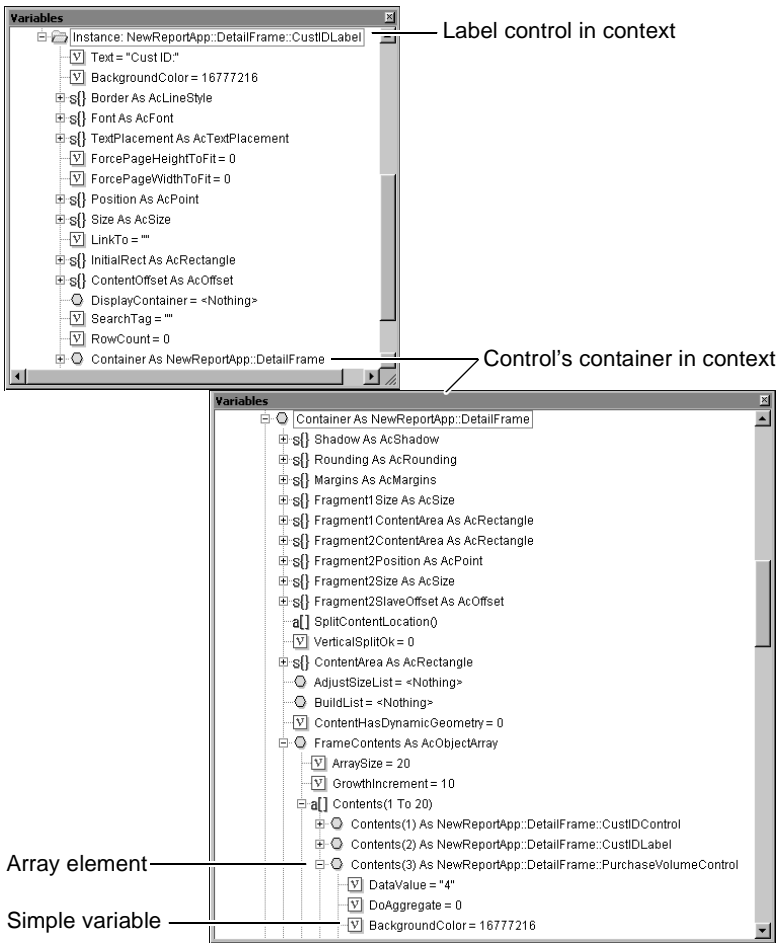 Variables
Instance: NewReportApp::DetailFrame::CustIDLabel
Label control in context
V Text = "Cust ID:"
V BackgroundColor = 16777216
s{} Border As AcLineStyle
s{} Font As AcFont
s{} TextPlacement As AcTextPlacement
V ForcePageHeightToFit = 0
V ForcePageWidthToFit = 0
s{} Position As AcPoint
s{} Size As AcSize
V LinkTo = ""
s{} InitialRect As AcRectangle
s{} ContentOffset As AcOffset
DisplayContainer = <Nothing>
V SearchTag = ""
V RowCount = 0
Container As NewReportApp::DetailFrame
Control's container in context
Variables
Container As NewReportApp::DetailFrame
s{} Shadow As AcShadow
s{} Rounding As AcRounding
s{} Margins As AcMargins
s{} Fragment1Size As AcSize
s{} Fragment1ContentArea As AcRectangle
s{} Fragment2ContentArea As AcRectangle
s{} Fragment2Position As AcPoint
s{} Fragment2Size As AcSize
s{} Fragment2SlaveOffset As AcOffset
a[] SplitContentLocation()
V VerticalSplitOk = 0
s{} ContentArea As AcRectangle
AdjustSizeList = <Nothing>
BuildList = <Nothing>
V ContentHasDynamicGeometry = 0
FrameContents As AcObjectArray
V ArraySize = 20
V GrowthIncrement = 10
a[] Contents(1 To 20)
Contents(1) As NewReportApp::DetailFrame::CustIDControl
Contents(2) As NewReportApp::DetailFrame::CustIDLabel
Array element
Contents(3) As NewReportApp::DetailFrame::PurchaseVolumeControl
V DataValue = "4"
V DoAggregate = 0
Simple variable
V BackgroundColor = 16777216